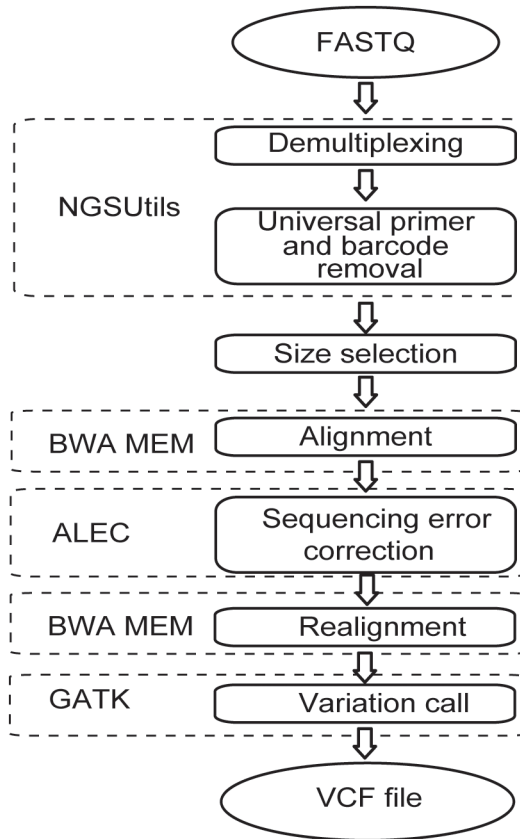 FASTQ
Demultiplexing
NGSUtils
Universal primer
and barcode
removal
Size selection
BWA MEM
Alignment
ALEC
Sequencing error
correction
BWA MEM
Realignment
GATK
Variation call
VCF file